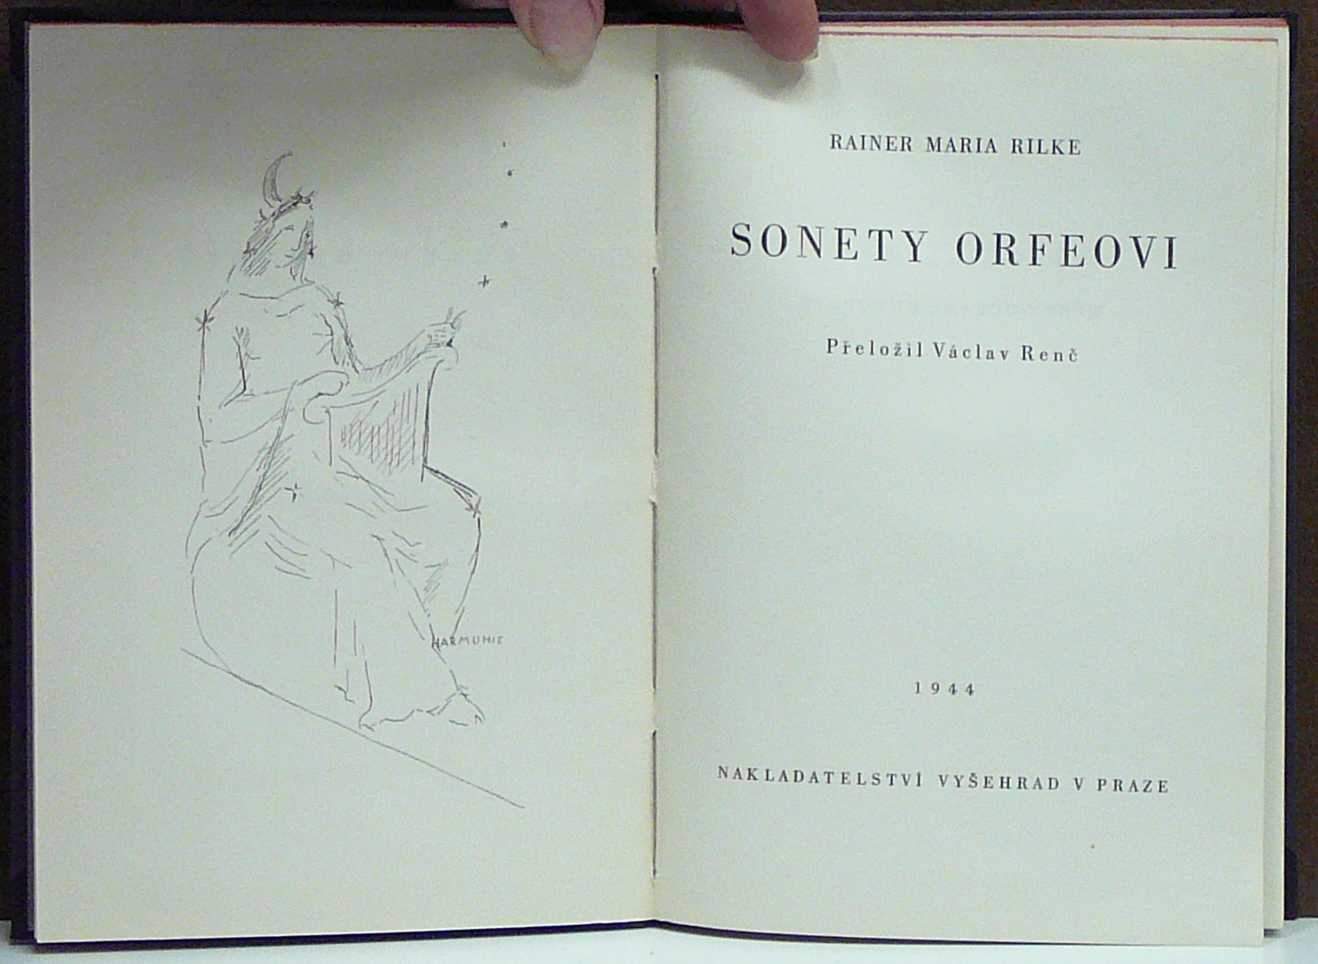 HARMONIE
RAINER MARIA RILKE
SONETY ORFEOVI
Přeložil Václav Renč
1944
NAKLADATELSTVÍ VYŠEHRAD V PRAZE